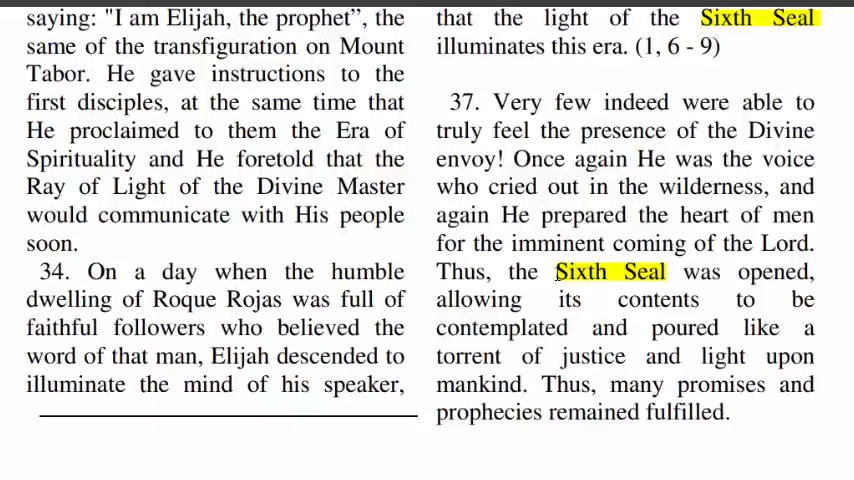 saying: "I am Elijah, the prophet”, the
same of the transfiguration on Mount
Tabor. He gave instructions to the
first disciples, at the same time that
He proclaimed to them the Era of
Spirituality and He foretold that the
Ray of Light of the Divine Master
would communicate with His people
soon.
34. On a day when the humble
dwelling of Roque Rojas was full of
faithful followers who believed the
word of that man, Elijah descended to
illuminate the mind of his speaker,
that the light of the Sixth Seal
illuminates this era. (1, 6 - 9)
37. Very few indeed were able to
truly feel the presence of the Divine
envoy! Once again He was the voice
who cried out in the wilderness, and
again He prepared the heart of men
for the imminent coming of the Lord.
Thus, the Sixth Seal was opened,
allowing its contents to be
contemplated and poured like a
torrent of justice and light upon
mankind. Thus, many promises and
prophecies remained fulfilled.